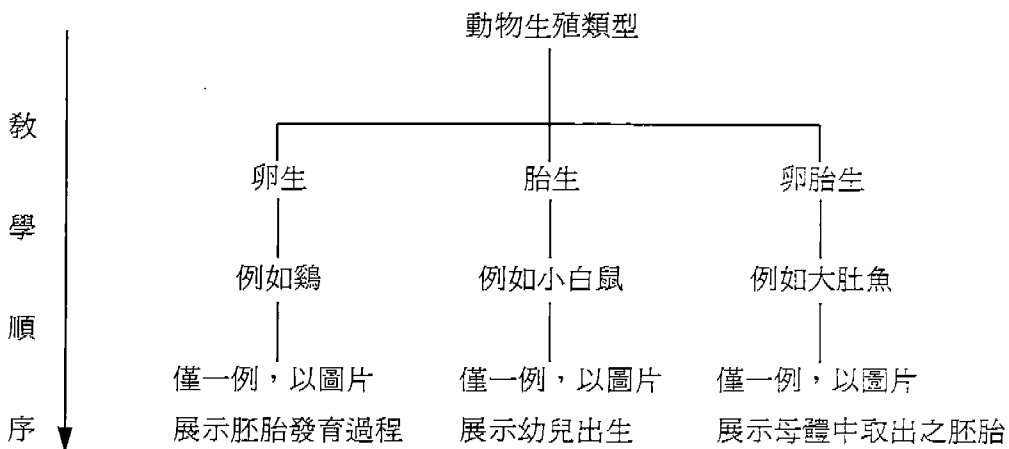 動物生殖類型
教學順序
卵生 胎生 卵胎生
例如鷄 例如小白鼠 例如大肚魚
僅一例，以圖片 僅一例，以圖片 僅一例，以圖片
展示胚胎發育過程 展示幼兒出生 展示母體中取出之胚胎